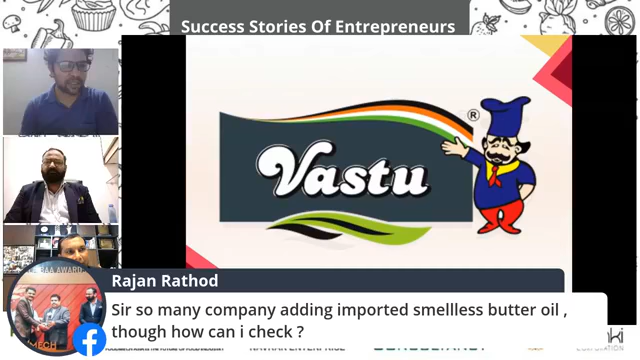 Success Stories Of Entrepreneurs
Vastu
®
Rajan Rathod
Sir so many company adding imported smellless butter oil ,
though how can i check ?